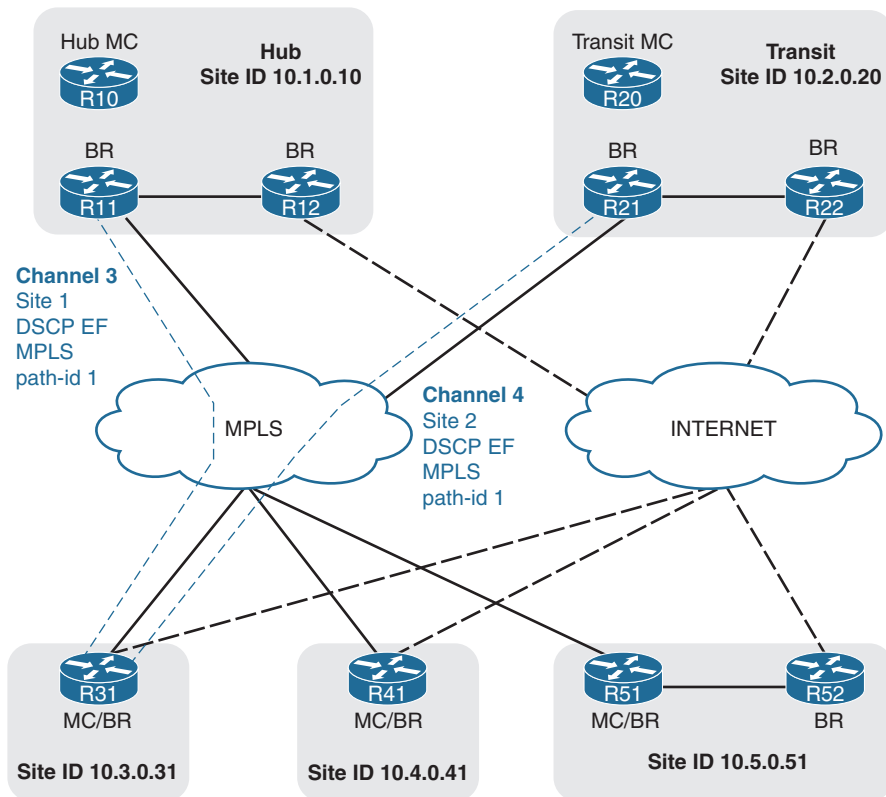 Hub MC
Hub
Site ID 10.1.0.10
R10
BR
BR
R11
R12
Transit MC
Transit
Site ID 10.2.0.20
R20
BR
BR
R21
R22
Channel 3
Site 1
DSCP EF
MPLS
path-id 1
Channel 4
Site 2
DSCP EF
MPLS
path-id 1
MPLS
INTERNET
R31
MC/BR
Site ID 10.3.0.31
R41
MC/BR
Site ID 10.4.0.41
R51
MC/BR
R52
BR
Site ID 10.5.0.51